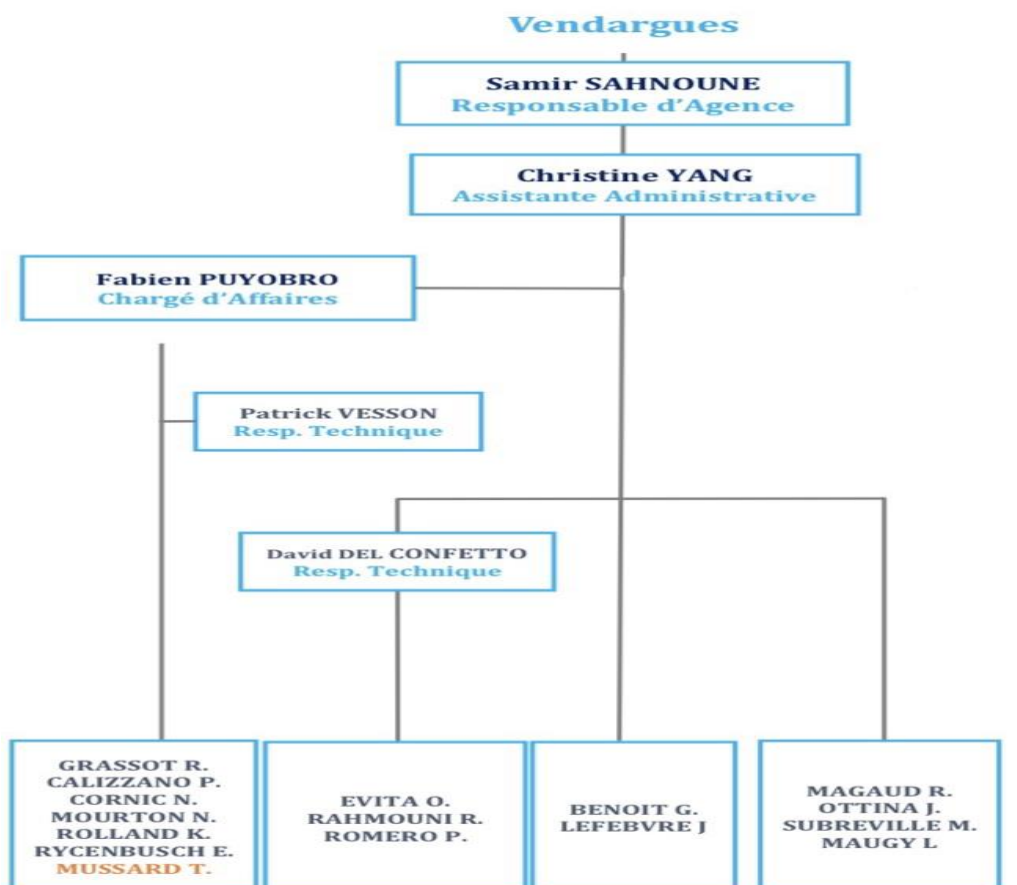 Vendargues
Samir SAHNOUNE
Responsable d'Agence
Christine YANG
Assistante Administrative
Fabien PUYOBRO
Chargé d'Affaires
Patrick VESSON
Resp. Technique
David DEL CONFETTO
Resp. Technique
GRASSOT R.
CALIZZANO P.
CORNIC N.
MOURTON N.
ROLLAND K.
RYCENBUSCH E.
MUSSARD T.
EVITA O.
RAHMOUNI R.
ROMERO P.
BENOIT G.
LEFEBVRE J
MAGAUD R.
OTTINA J.
SUBREVILLE M.
MAUGY L